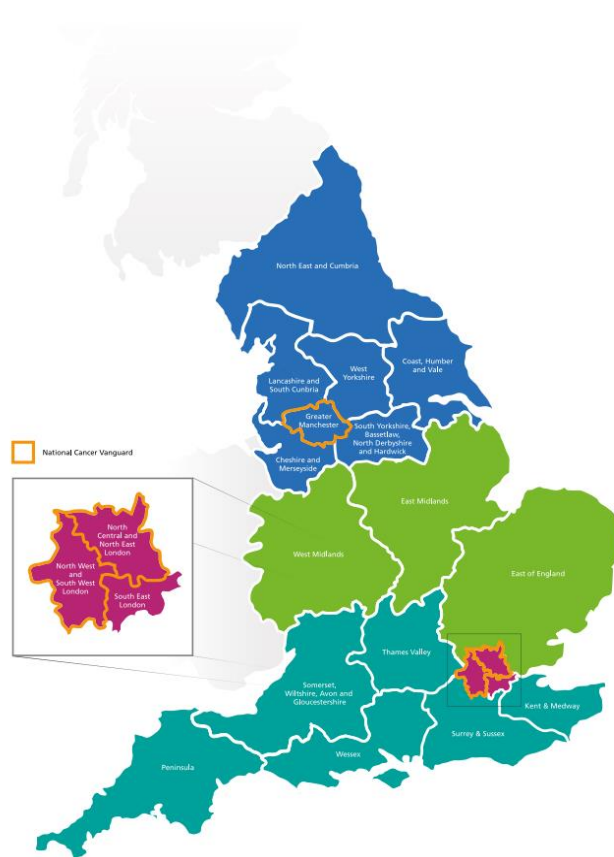 North East and Cumbria
Coast, Humber
and Vale
West
Yorkshire
Lancashire and
South Cunbria
Greater
Manchester
South Yorkshire,
Bassetlaw,
North Derbyshire
and Hardwick
Cheshire and
Merseyside
National Cancer Vanguard
East Midlands
North
Central and
North East
London
North West
and
South West
London
South East
London
West Midlands
East of England
Thames Valley
Somerset,
Wiltshire, Avon and
Gloucestershire
Kent & Medway
Surrey & Sussex
Wessex
Peninsula